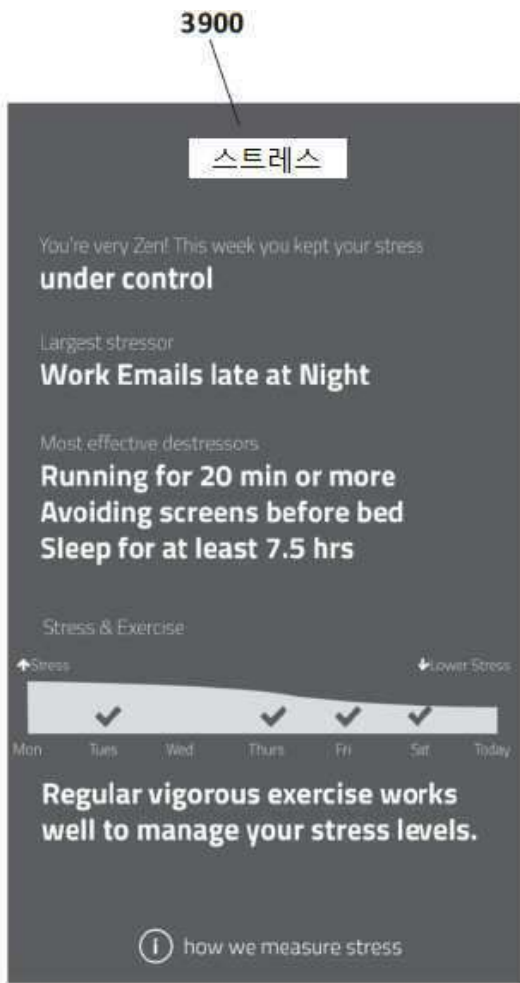 3900
스트레스
You're very Zen! This week you kept your stress
under control
Largest stressor
Work Emails late at Night
Most effective destressors
Running for 20 min or more
Avoiding screens before bed
Sleep for at least 7.5 hrs
Stress & Exercise
Stress Lower Stress
Mon Tues Wed Thurs Fri Sat Today
Regular vigorous exercise works
well to manage your stress levels.
i how we measure stress